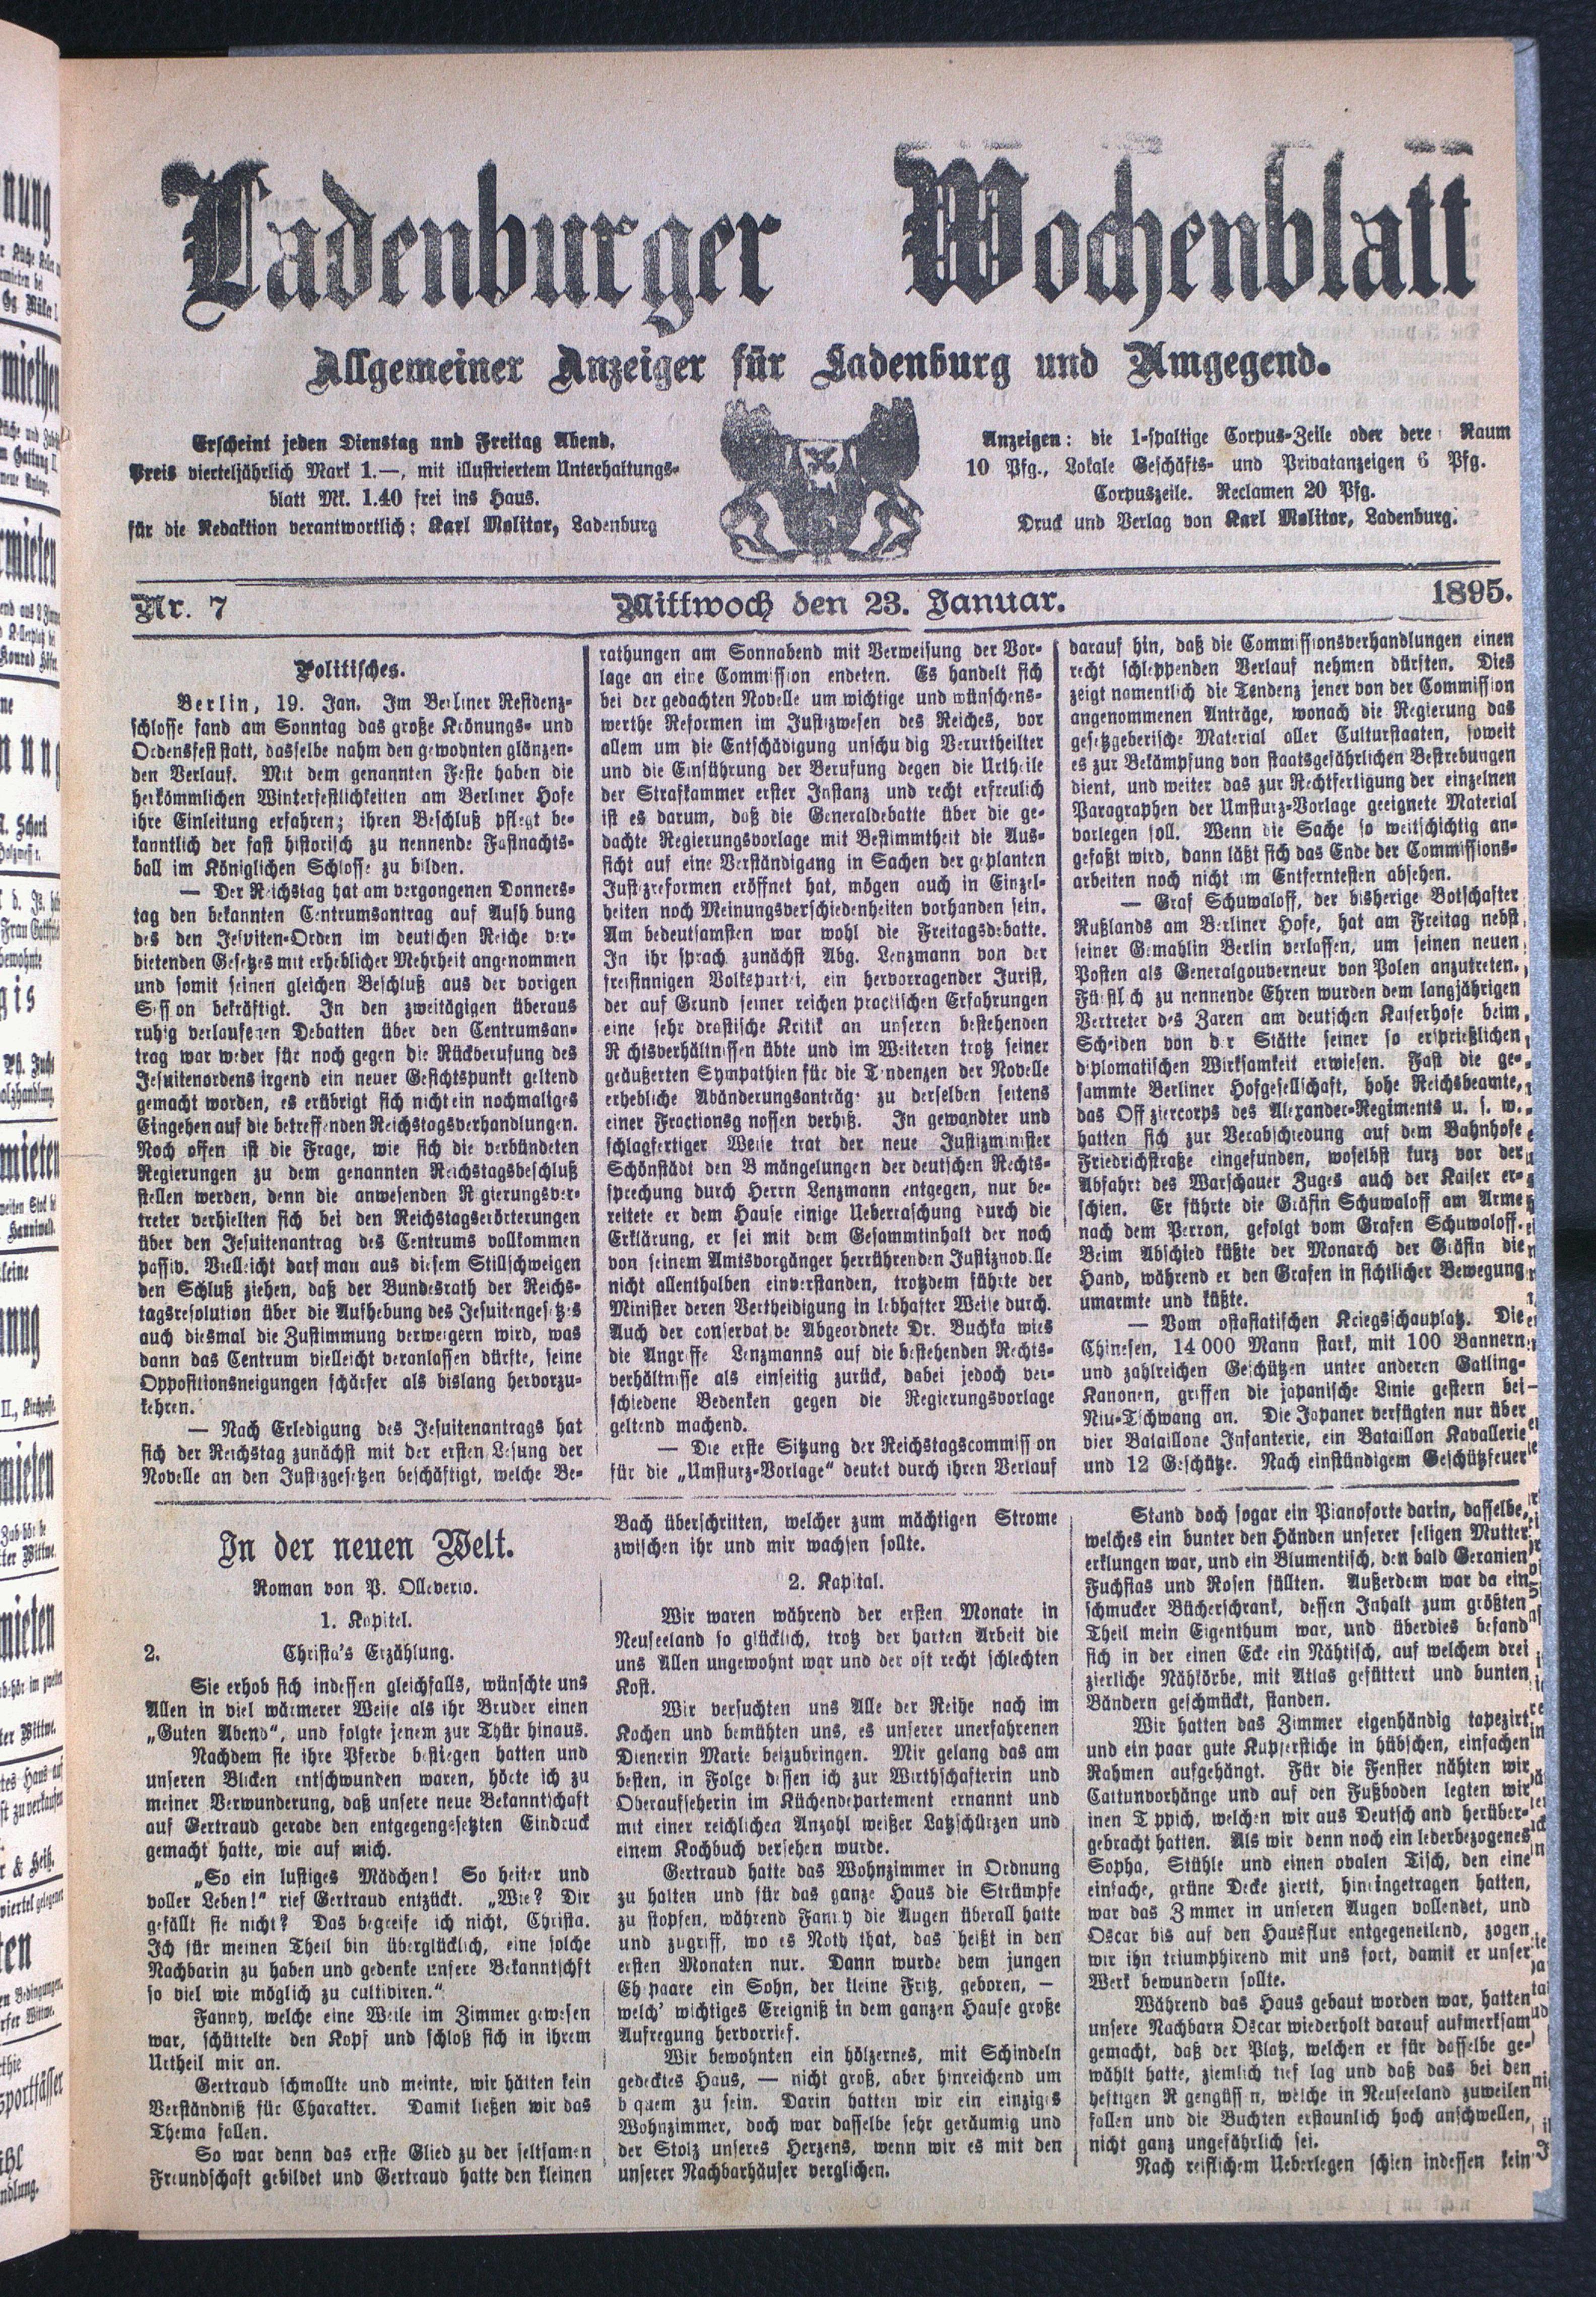 Ladenburger Wochenblatt
Allgemeiner Anzeiger für Ladenburg und Umgegend.
Erscheint jeden Dienstag und Freitag Abend.
Preis vierteljährlich Mark 1.—, mit illustriertem Unterhaltungs-
blatt Mk. 1.40 frei ins Haus.
für die Redaktion verantwortlich: Karl Molitor, Ladenburg
Anzeigen: die 1-spaltige Corpus-Zeile oder dere Raum
10 Pfg., Lokale Geschäfts- und Privatanzeigen 6 Pfg.
Corpuszeile. Reclamen 20 Pfg.
Druck und Verlag von Karl Molitor, Ladenburg.
Nr. 7
Mittwoch den 23. Januar.
1895.
Politisches.
Berlin, 19. Jan. Im Berliner Residenz-
schlosse fand am Sonntag das große Krönungs- und
Ordensfest statt, dasselbe nahm den gewohnten glänzen-
den Verlauf. Mit dem genannten Feste haben die
herkömmlichen Winterfestlichkeiten am Berliner Hofe
ihre Einleitung erfahren; ihren Beschluß pflegt be-
kanntlich der fast historisch zu nennende Fastnachts-
ball im Königlichen Schlosse zu bilden.
— Der Reichstag hat am vergangenen Donners-
tag den bekannten Centrumsantrag auf Aufh bung
des den Jesuiten-Orden im deutschen Reiche ver-
bietenden Gesetzes mit erheblicher Mehrheit angenommen
und somit seinen gleichen Beschluß aus der vorigen
S ssi on bekräftigt. In den zweitägigen überaus
ruhig verlaufenen Debatten über den Centrumsan-
trag war weder für noch gegen die Rückberufung des
Jesuitenordens irgend ein neuer Gesichtspunkt geltend
gemacht worden, es erübrigt sich nicht ein nochmaliges
Eingehen auf die betreffenden Reichstagsverhandlungen.
Noch offen ist die Frage, wie sich die verbündeten
Regierungen zu dem genannten Reichstagsbeschluß
stellen werden, denn die anwesenden R gierungsver-
treter verhielten sich bei den Reichstagserörterungen
über den Jesuitenantrag des Centrums vollkommen
passiv. Vielleicht darf man aus diesem Stillschweigen
den Schluß ziehen, daß der Bundesrath der Reichs-
tagsresolution über die Aufhebung des Jesuitengesetzes
auch diesmal die Zustimmung verweigern wird, was
dann das Centrum vielleicht veranlassen dürfte, seine
Oppositionsneigungen schärfer als bislang hervorzu-
kehren.
— Nach Erledigung des Jesuitenantrags hat
sich der Reichstag zunächst mit der ersten Lesung der
Novelle an den Justizgesetzen beschäftigt, welche Be-
rathungen am Sonnabend mit Verweisung der Vor-
lage an eine Commission endeten. Es handelt sich
bei der gedachten Novelle um wichtige und wünschens-
werthe Reformen im Justizwesen des Reiches, vor
allem um die Entschädigung unschu dig Verurtheilter
und die Einführung der Berufung degen die Urtheile
der Strafkammer erster Instanz und recht erfreulich
ist es darum, daß die Generaldebatte über die ge-
dachte Regierungsvorlage mit Bestimmtheit die Aus-
sicht auf eine Verständigang in Sachen der geplanten
Justizreformen eröffnet hat, mögen auch in Einzel-
heiten noch Meinungsverschiedenheiten vorhanden sein.
Am bedeutsamsten war wohl die Freitagsdebatte.
In ihr sprach zunächst Abg. Lenzmann von der
freisinnigen Volkspartei, ein hervorragender Jurist,
der auf Grund seiner reichen practischen Erfahrungen
eine sehr drastische Kritik an unseren bestehenden
R chtsverhältnissen übte und im Weiteren trotz seiner
geäußerten Sympathien für die T ndenzen der Novelle
erhebliche Abänderungsanträge zu derselben seitens
einer Fractionsg nossen verhiß. In gewandter und
schlagfertiger Weise trat der neue Justizminister
Schönstädt den B mängelungen der deutschen Rechts-
sprechung durch Herrn Lenzmann entgegen, nur be-
reitete er dem Hause einige Ueberraschung durch die
Erklärung, er sei mit dem Gesammtinhalt der noch
von seinem Amtsvorgänger herrührenden Justiznov.lle
nicht allenthalben einverstanden, trotzdem führte der
Minister deren Vertheidigung in lebhafter Weise durch.
Auch der conservative Abgeordnete Dr. Buchka wies
die Angriffe Lenzmanns auf die bestehenden Rechts-
verhältnisse als einseitig zurück, dabei jedoch ver-
schiedene Bedenken gegen die Regierungsvorlage
geltend machend.
— Die erste Sitzung der Reichstagscommiss on
für die „Umsturz-Vorlage“ deutet durch ihren Verlauf
darauf hin, daß die Commissionsverhandlungen einen
recht schleppenden Verlauf nehmen dürften. Dies
zeigt namentlich die Tendenz jener von der Commission
angenommenen Anträge, wonach die Regierung das
gesetzgeberische Material aller Culturstaaten, soweit
es zur Bekämpfung von staatsgefährlichen Bestrebungen
dient, und weiter das zur Rechtfertigung der einzelnen
Paragraphen der Umsturz-Vorlage geeignete Material
vorlegen soll. Wenn die Sache so weitschichtig an-
gefaßt wird, dann läßt sich das Ende der Commissions-
arbeiten noch nicht im Entferntesten absehen.
— Graf Schuwaloff, der bisherige Botschafter
Rußlands am Berliner Hofe, hat am Freitag nebst
seiner Gemahlin Berlin verlassen, um seinen neuen
Posten als Generalgouverneur von Polen anzutreten.
Fürstlich zu nennende Ehren wurden dem langjährigen
Vertreter des Zaren am deutschen Kaiserhofe beim
Scheiden von d r Stätte seiner so ersprießlichen
diplomatischen Wirksamkeit erwiesen. Fast die ge-
sammte Berliner Hofgesellschaft, hohe Reichsbeamte,
das Off ziercorps des Alexander-Regiments u. s. w.
hatten sich zur Verabschiedung auf dem Bahnhofe
Friedrichstraße eingefunden, woselbst kurz vor der
Abfahrt des Warschauer Zuges auch der Kaiser er-
schien. Er führte die Gräfin Schuwaloff am Arme
nach dem Perron, gefolgt vom Grafen Schuwaloff.
Beim Abschied küßte der Monarch der Gräfin die
Hand, während er den Grafen in sichtlicher Bewegung
umarmte und küßte.
— Vom ostasiatischen Kriegsschauplatz. Die
Chinesen, 14 000 Mann stark, mit 100 Bannern
und zahlreichen Geschützen unter anderen Gatling-
Kanonen, griffen die japanische Linie gestern bei
Niu-Tschwang an. Die Japaner verfügten nur über
vier Bataillone Infanterie, ein Bataillon Kavallerie
und 12 Geschütze. Nach einstündigem Geschützfeuer
In der neuen Welt.
Roman von P. Olleverio.
1. Kapitel.
2. Christa's Erzählung.
Sie erhob sich indessen gleichfalls, wünschte uns
Allen in viel wärmerer Weise als ihr Bruder einen
„Guten Abend“, und folgte jenem zur Thür hinaus.
Nachdem sie ihre Pferde bestiegen hatten und
unseren Blicken entschwunden waren, hörte ich zu
meiner Verwunderung, daß unsere neue Bekanntschaft
auf Gertraud gerade den entgegengesetzten Eindruck
gemacht hatte, wie auf mich.
„So ein lustiges Mädchen! So heiter und
voller Leben!“ rief Gertraud entzückt. „Wie? Dir
gefällt sie nicht? Das begreife ich nicht, Christa.
Ich für meinen Theil bin überglücklich, eine solche
Nachbarin zu haben und gedenke unsere Bekanntschft
so viel wie möglich zu cultiviren.“
Fanny, welche eine Weile im Zimmer gewesen
war, schüttelte den Kopf und schloß sich in ihrem
Urtheil mir an.
Gertraud schmollte und meinte, wir hätten kein
Verständniß für Charakter. Damit ließen wir das
Thema fallen.
So war denn das erste Glied zu der seltsamen
Freundschaft gebildet und Gertraud hatte den kleinen
Bach überschritten, welcher zum mächtigen Strome
zwischen ihr und mir wachsen sollte.
2. Kapital.
Wir waren während der ersten Monate in
Neuseeland so glücklich, trotz der harten Arbeit die
uns Allen ungewohnt war und der oft recht schlechten
Kost.
Wir versuchten uns Alle der Reihe nach im
Kochen und bemühten uns, es unserer unerfahrenen
Dienerin Marie beizubringen. Mir gelang das am
besten, in Folge dessen ich zur Wirthschafterin und
Oberaufseherin im Küchendepartement ernannt und
mit einer reichlichen Anzahl weißer Latzschürzen und
einem Kochbuch versehen wurde.
Gertraud hatte das Wohnzimmer in Ordnung
zu halten und für das ganze Haus die Strümpfe
zu stopfen, während Fanny die Augen überall hatte
und zugriff, wo es Noth that, das heißt in den
ersten Monaten nur. Dann wurde dem jungen
Eh paare ein Sohn, der kleine Fritz, geboren, —
welch' wichtiges Ereigniß in dem ganzen Hause große
Aufregung hervorrief.
Wir bewohnten ein hölzernes, mit Schindeln
gedecktes Haus, — nicht groß, aber hinreichend um
b quem zu sein. Darin hatten wir ein einziges
Wohnzimmer, doch war dasselbe sehr geräumig und
der Stolz unseres Herzens, wenn wir es mit den
unserer Nachbarhäuser verglichen.
Stand doch sogar ein Pianoforte darin, dasselbe,
welches ein bunter den Händen unserer seligen Mutter
erklungen war, und ein Blumentisch, den bald Geranien
Fuchsias und Rosen füllten. Außerdem war da ein
schmucker Bücherschrank, dessen Inhalt zum größten
Theil mein Eigenthum war, und überdies befand
sich in der einen Ecke ein Nähtisch, auf welchem drei
zierliche Nähkörbe, mit Atlas gefüttert und bunten
Bändern geschmückt, standen.
Wir hatten das Zimmer eigenhändig tapezirt
und ein paar gute Kupferstiche in hübschen, einfachen
Rahmen aufgehängt. Für die Fenster nähten wir
Cattunvorhänge und auf den Fußboden legten wir
inen T ppich, welchen wir aus Deutsch and herüber-
gebracht hatten. Als wir denn noch ein lederbezogenes
Sopha, Stühle und einen ovalen Tisch, den eine
einfache, grüne Decke zierlt, hineingetragen hatten,
war das Z mmer in unseren Augen vollendet, und
Oscar bis auf den Hausflur entgegeneilend, zogen
wir ihn triumphirend mit uns fort, damit er unser
Werk bewundern sollte.
Während das Haus gebaut worden war, hatten
unsere Nachbarn Oscar wiederholt darauf aufmerksam
gemacht, daß der Platz, welchen er für dasselbe ge-
wählt hatte, ziemlich tief lag und daß das bei den
heftigen R gengüss n, welche in Neuseeland zuweilen
fallen und die Buchten erstaunlich hoch anschwellen,
nicht ganz ungefährlich sei.
Nach reiflichem Ueberlegen schien indessen kein